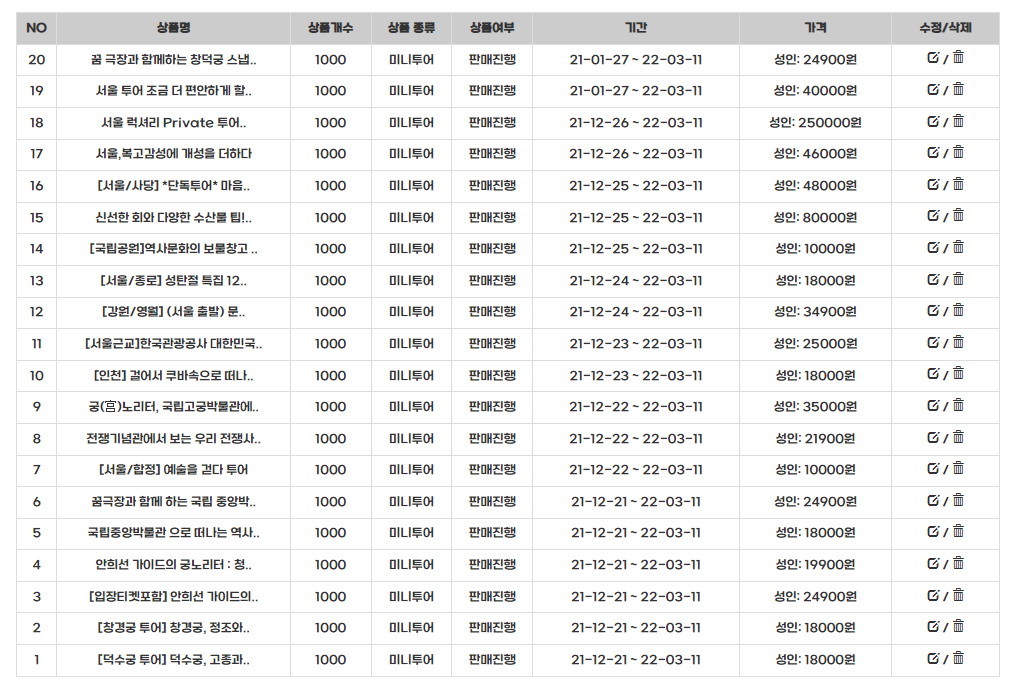 NO 상품명 상품개수 상품 종류 상품여부 기간 가격 수정/삭제
20 꿈 극장과 함께하는 창덕궁 스냅.. 1000 미니투어 판매진행 21-01-27 ~ 22-03-11 성인: 24900원 /
19 서울 투어 조금 더 편안하게 할.. 1000 미니투어 판매진행 21-01-27 ~ 22-03-11 성인: 40000원 /
18 서울 럭셔리 Private 투어.. 1000 미니투어 판매진행 21-12-26 ~ 22-03-11 성인: 250000원 /
17 서울,복고감성에 개성을 더하다 1000 미니투어 판매진행 21-12-26 ~ 22-03-11 성인: 46000원 /
16 [서울/사당] *단독투어* 마음.. 1000 미니투어 판매진행 21-12-25 ~ 22-03-11 성인: 48000원 /
15 신선한 회와 다양한 수산물 팁!.. 1000 미니투어 판매진행 21-12-25 ~ 22-03-11 성인: 80000원 /
14 [국립공원]역사문화의 보물창고 .. 1000 미니투어 판매진행 21-12-25 ~ 22-03-11 성인: 10000원 /
13 [서울/종로] 성탄절 특집 12.. 1000 미니투어 판매진행 21-12-24 ~ 22-03-11 성인: 18000원 /
12 [강원/영월] (서울 출발) 문.. 1000 미니투어 판매진행 21-12-24 ~ 22-03-11 성인: 34900원 /
11 [서울근교]한국관광공사 대한민국.. 1000 미니투어 판매진행 21-12-23 ~ 22-03-11 성인: 25000원 /
10 [인천] 걸어서 쿠바속으로 떠나.. 1000 미니투어 판매진행 21-12-23 ~ 22-03-11 성인: 18000원 /
9 궁(宮)노리터, 국립고궁박물관에.. 1000 미니투어 판매진행 21-12-22 ~ 22-03-11 성인: 35000원 /
8 전쟁기념관에서 보는 우리 전쟁사.. 1000 미니투어 판매진행 21-12-22 ~ 22-03-11 성인: 21900원 /
7 [서울/합정] 예술을 걷다 투어 1000 미니투어 판매진행 21-12-22 ~ 22-03-11 성인: 10000원 /
6 꿈극장과 함께 하는 국립 중앙박.. 1000 미니투어 판매진행 21-12-21 ~ 22-03-11 성인: 24900원 /
5 국립중앙박물관 으로 떠나는 역사.. 1000 미니투어 판매진행 21-12-21 ~ 22-03-11 성인: 18000원 /
4 안희선 가이드의 궁노리터 : 청.. 1000 미니투어 판매진행 21-12-21 ~ 22-03-11 성인: 19900원 /
3 [입장티켓포함] 안희선 가이드의.. 1000 미니투어 판매진행 21-12-21 ~ 22-03-11 성인: 24900원 /
2 [창경궁 투어] 창경궁, 정조와.. 1000 미니투어 판매진행 21-12-21 ~ 22-03-11 성인: 18000원 /
1 [덕수궁 투어] 덕수궁, 고종과.. 1000 미니투어 판매진행 21-12-21 ~ 22-03-11 성인: 18000원 /